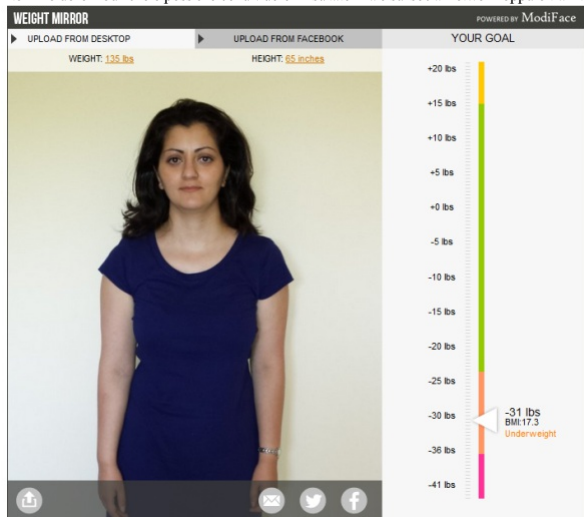 WEIGHT MIRROR
POWERED BY ModiFace
UPLOAD FROM DESKTOP
UPLOAD FROM FACEBOOK
YOUR GOAL
WEIGHT: 135 lbs
HEIGHT: 65 inches
+20 lbs
+15 lbs
+10 lbs
+5 lbs
+0 lbs
-5 lbs
-10 lbs
-15 lbs
-20 lbs
-25 lbs
-30 lbs
-31 lbs
BMI:17.3
Underweight
-36 lbs
-41 lbs